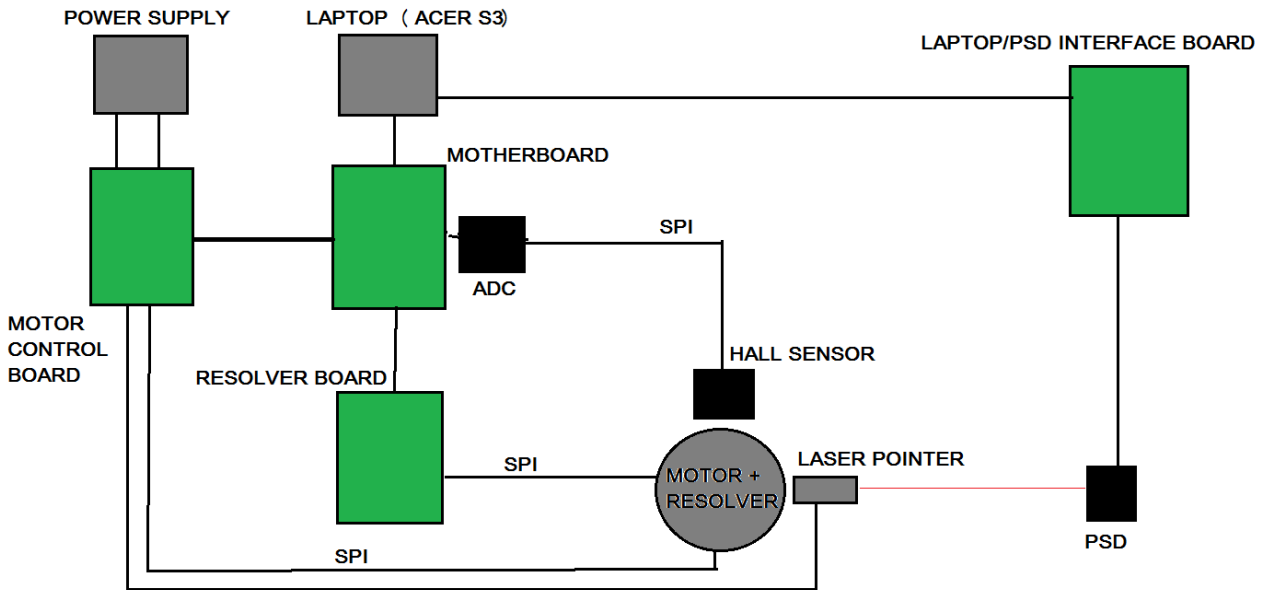 POWER SUPPLY
LAPTOP ( ACER S3)
LAPTOP/PSD INTERFACE BOARD
MOTHERBOARD
SPI
ADC
MOTOR
CONTROL
BOARD
HALL SENSOR
RESOLVER BOARD
LASER POINTER
SPI
MOTOR +
RESOLVER
PSD
SPI